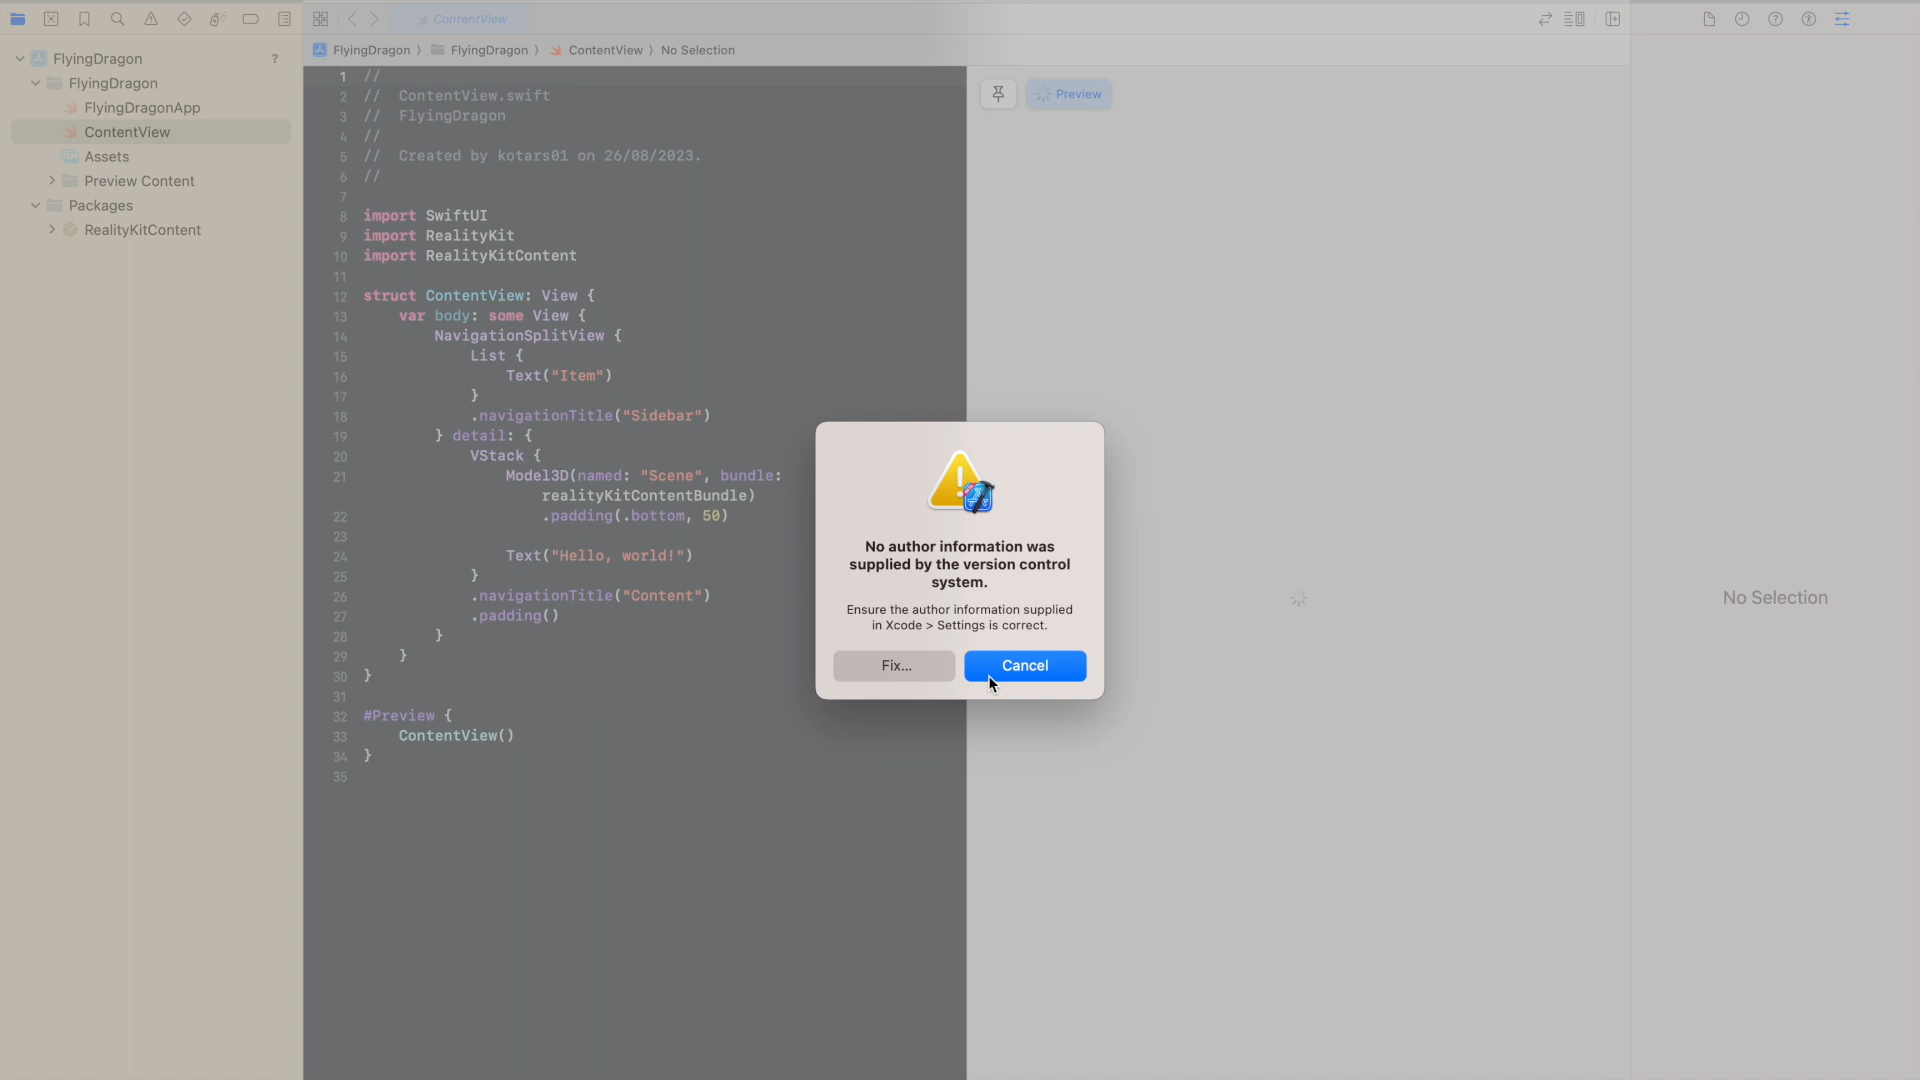 ContentView
FlyingDragon 〉 FlyingDragon 〉 ContentView 〉 No Selection
FlyingDragon ?
FlyingDragon
FlyingDragonApp
ContentView
Assets
Preview Content
Packages
RealityKitContent
1 //
2 //  ContentView.swift
3 //  FlyingDragon
4 //
5 //  Created by kotars01 on 26/08/2023.
6 //
7
8 import SwiftUI
9 import RealityKit
10 import RealityKitContent
11
12 struct ContentView: View {
13     var body: some View {
14         NavigationSplitView {
15             List {
16                 Text("Item")
17             }
18             .navigationTitle("Sidebar")
19         } detail: {
20             VStack {
21                 Model3D(named: "Scene", bundle:
realityKitContentBundle)
22                     .padding(.bottom, 50)
23
24                 Text("Hello, world!")
25             }
26             .navigationTitle("Content")
27             .padding()
28         }
29     }
30 }
31
32 #Preview {
33     ContentView()
34 }
35
Preview
No author information was
supplied by the version control
system.
Ensure the author information supplied
in Xcode > Settings is correct.
Fix...
Cancel
No Selection